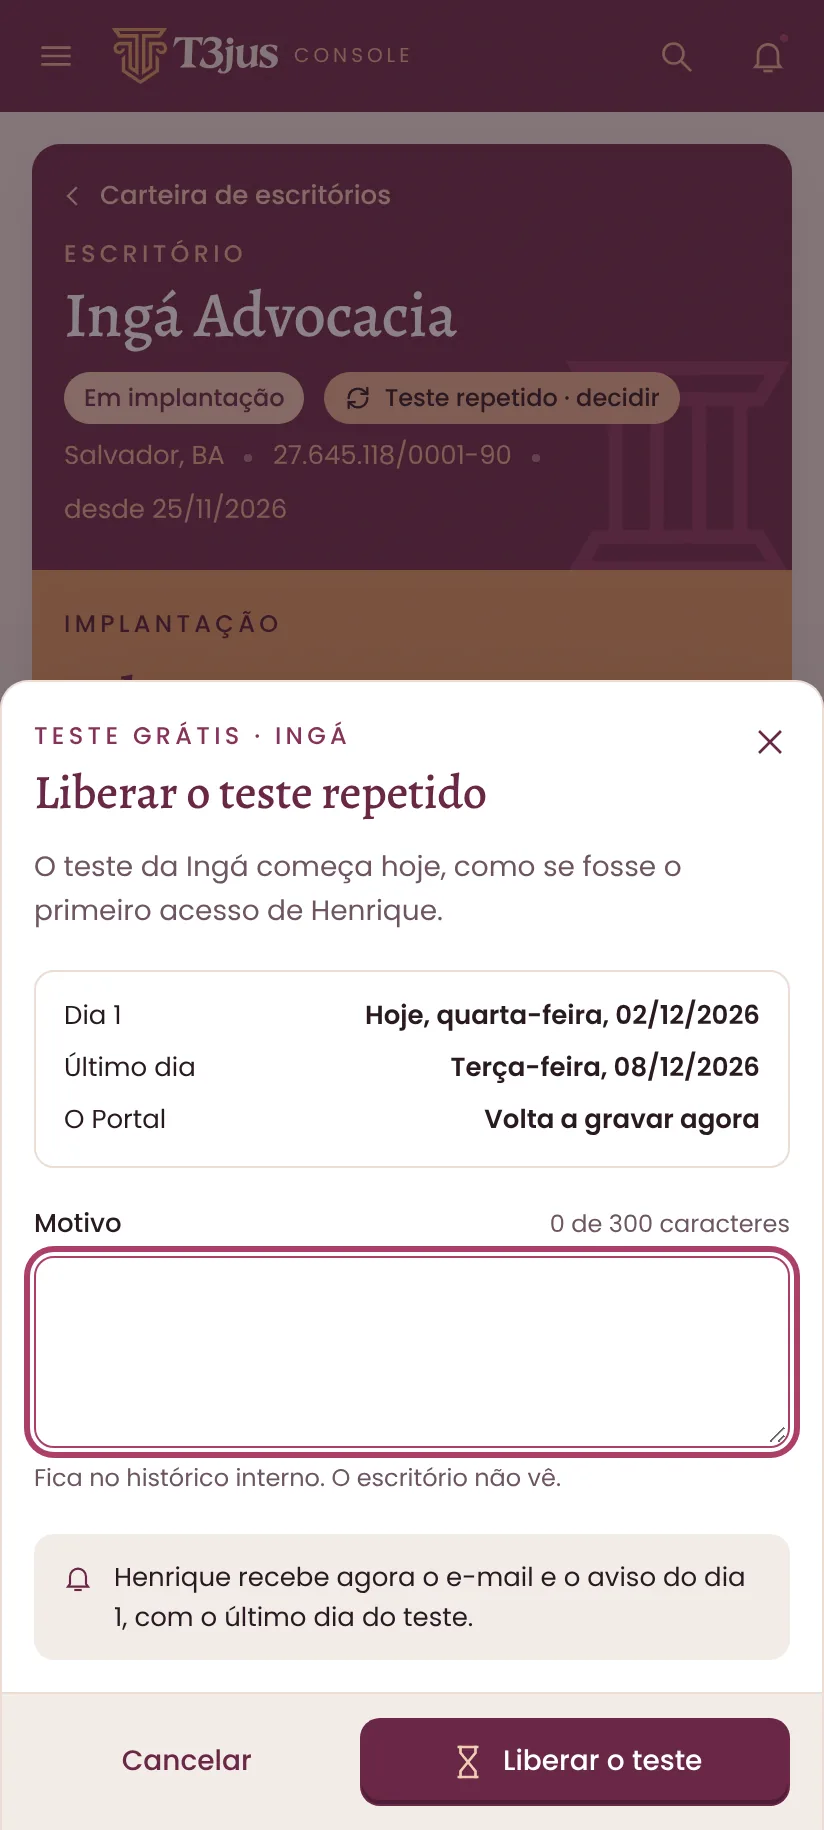 T3jus CONSOLE
Carteira de escritórios
ESCRITÓRIO
Ingá Advocacia
Em implantação
Teste repetido · decidir
Salvador, BA • 27.645.118/0001-90 •
desde 25/11/2026
IMPLANTAÇÃO
TESTE GRÁTIS · INGÁ
Liberar o teste repetido
O teste da Ingá começa hoje, como se fosse o
primeiro acesso de Henrique.
Dia 1 Hoje, quarta-feira, 02/12/2026
Último dia Terça-feira, 08/12/2026
O Portal Volta a gravar agora
Motivo 0 de 300 caracteres
Fica no histórico interno. O escritório não vê.
Henrique recebe agora o e-mail e o aviso do dia
1, com o último dia do teste.
Cancelar
Liberar o teste